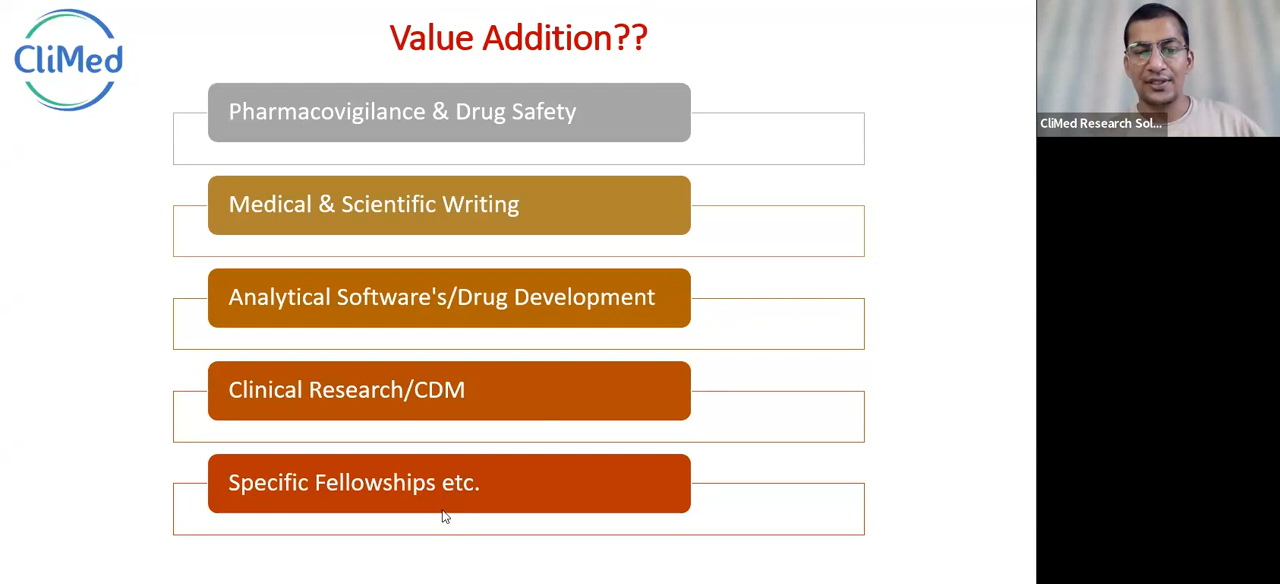 CliMed
Value Addition??
Pharmacovigilance & Drug Safety
Medical & Scientific Writing
Analytical Software's/Drug Development
Clinical Research/CDM
Specific Fellowships etc.
CliMed Research Sol...